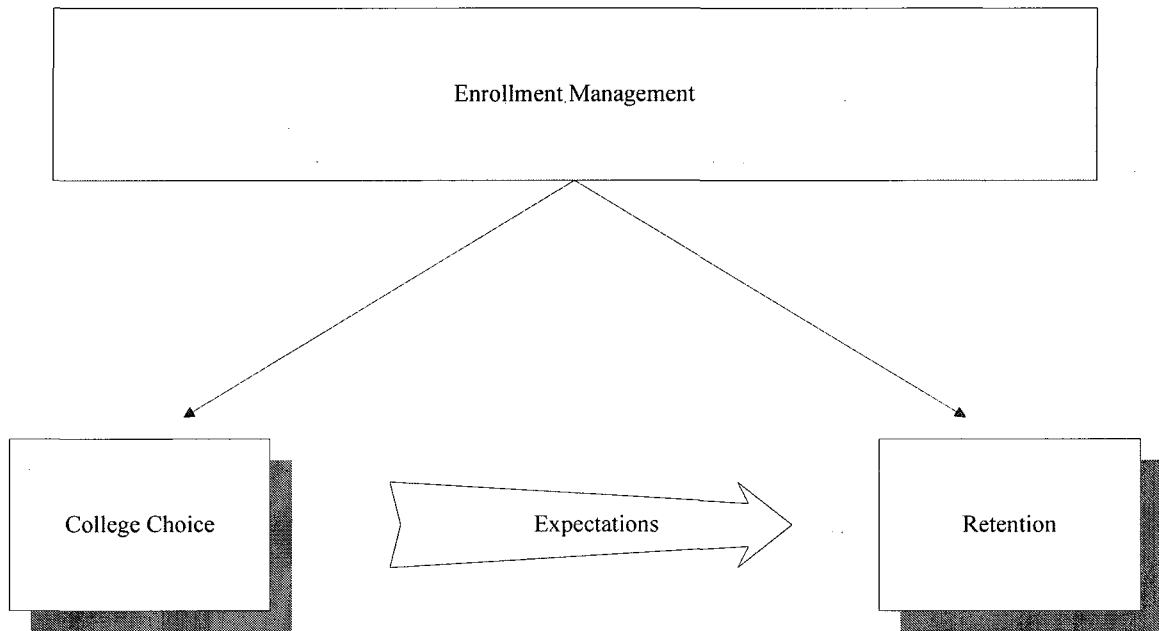 Enrollment Management
College Choice
Expectations
Retention